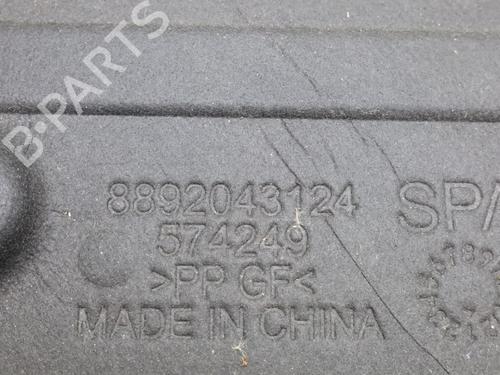 B-PARTS
8892043124
574249
>PP GF<
MADE IN CHINA